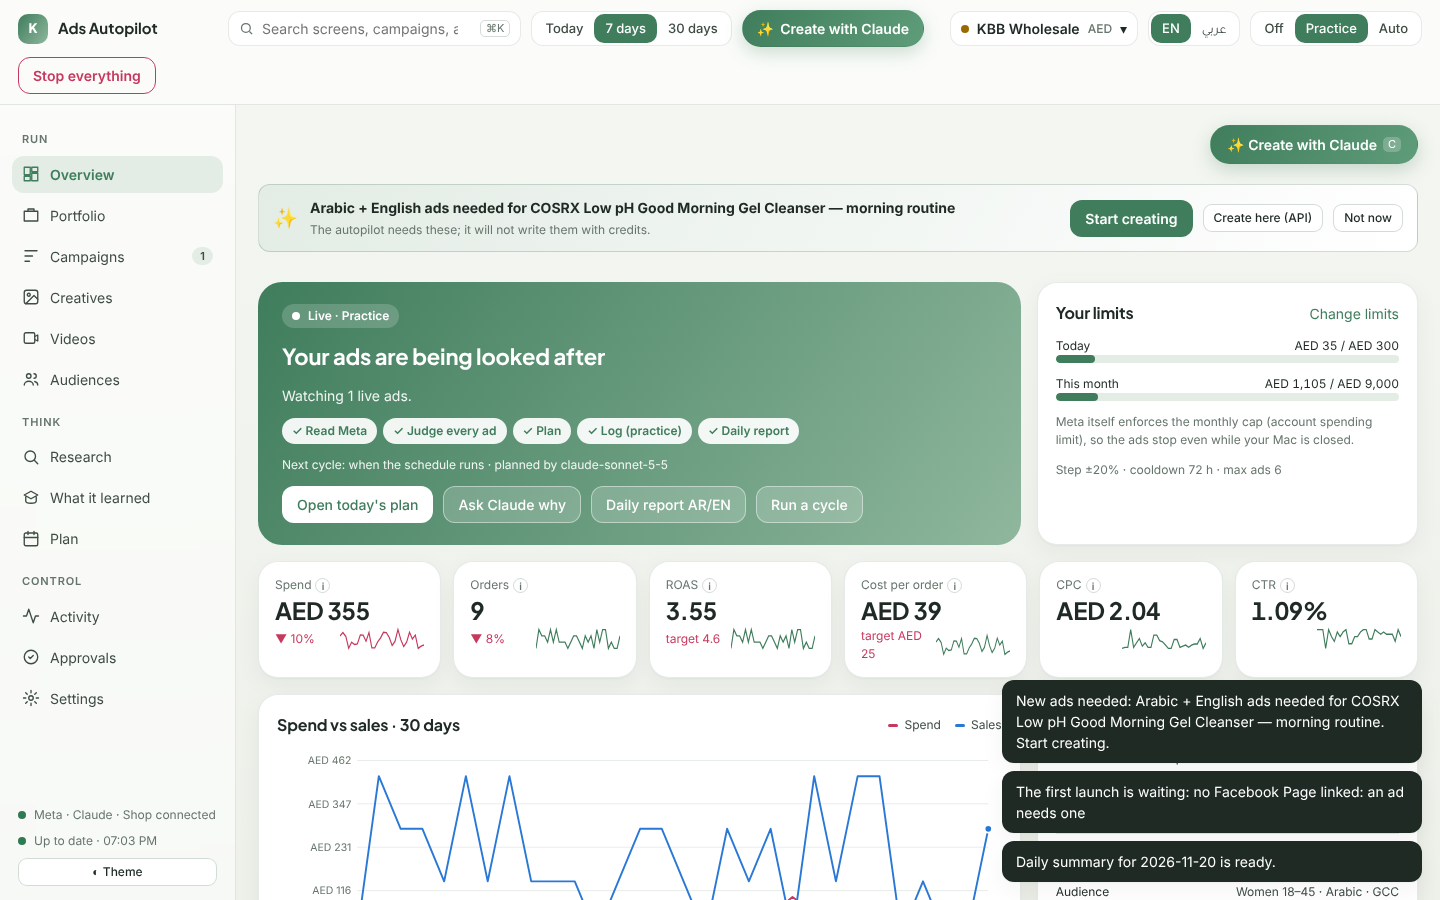 K Ads Autopilot
Search screens, campaigns, a ⌘K
Today 7 days 30 days
✨ Create with Claude
KBB Wholesale AED ▾
EN عربي
Off Practice Auto
Stop everything
RUN
Overview
Portfolio
Campaigns 1
Creatives
Videos
Audiences
THINK
Research
What it learned
Plan
CONTROL
Activity
Approvals
Settings
Meta · Claude · Shop connected
Up to date · 07:03 PM
Theme
✨ Create with Claude C
Arabic + English ads needed for COSRX Low pH Good Morning Gel Cleanser — morning routine
The autopilot needs these; it will not write them with credits.
Start creating Create here (API) Not now
Live · Practice
Your ads are being looked after
Watching 1 live ads.
✓ Read Meta ✓ Judge every ad ✓ Plan ✓ Log (practice) ✓ Daily report
Next cycle: when the schedule runs · planned by claude-sonnet-5-5
Open today's plan Ask Claude why Daily report AR/EN Run a cycle
Your limits Change limits
Today AED 35 / AED 300
This month AED 1,105 / AED 9,000
Meta itself enforces the monthly cap (account spending
limit), so the ads stop even while your Mac is closed.
Step ±20% · cooldown 72 h · max ads 6
Spend i
AED 355
▼ 10%
Orders i
9
▼ 8%
ROAS i
3.55
target 4.6
Cost per order i
AED 39
target AED
25
CPC i
AED 2.04
CTR i
1.09%
Spend vs sales · 30 days
Spend Sales
AED 462
AED 347
AED 231
AED 116
New ads needed: Arabic + English ads needed for COSRX
Low pH Good Morning Gel Cleanser — morning routine.
Start creating.
The first launch is waiting: no Facebook Page linked: an ad
needs one
Daily summary for 2026-11-20 is ready.
Audience Women 18–45 · Arabic · GCC